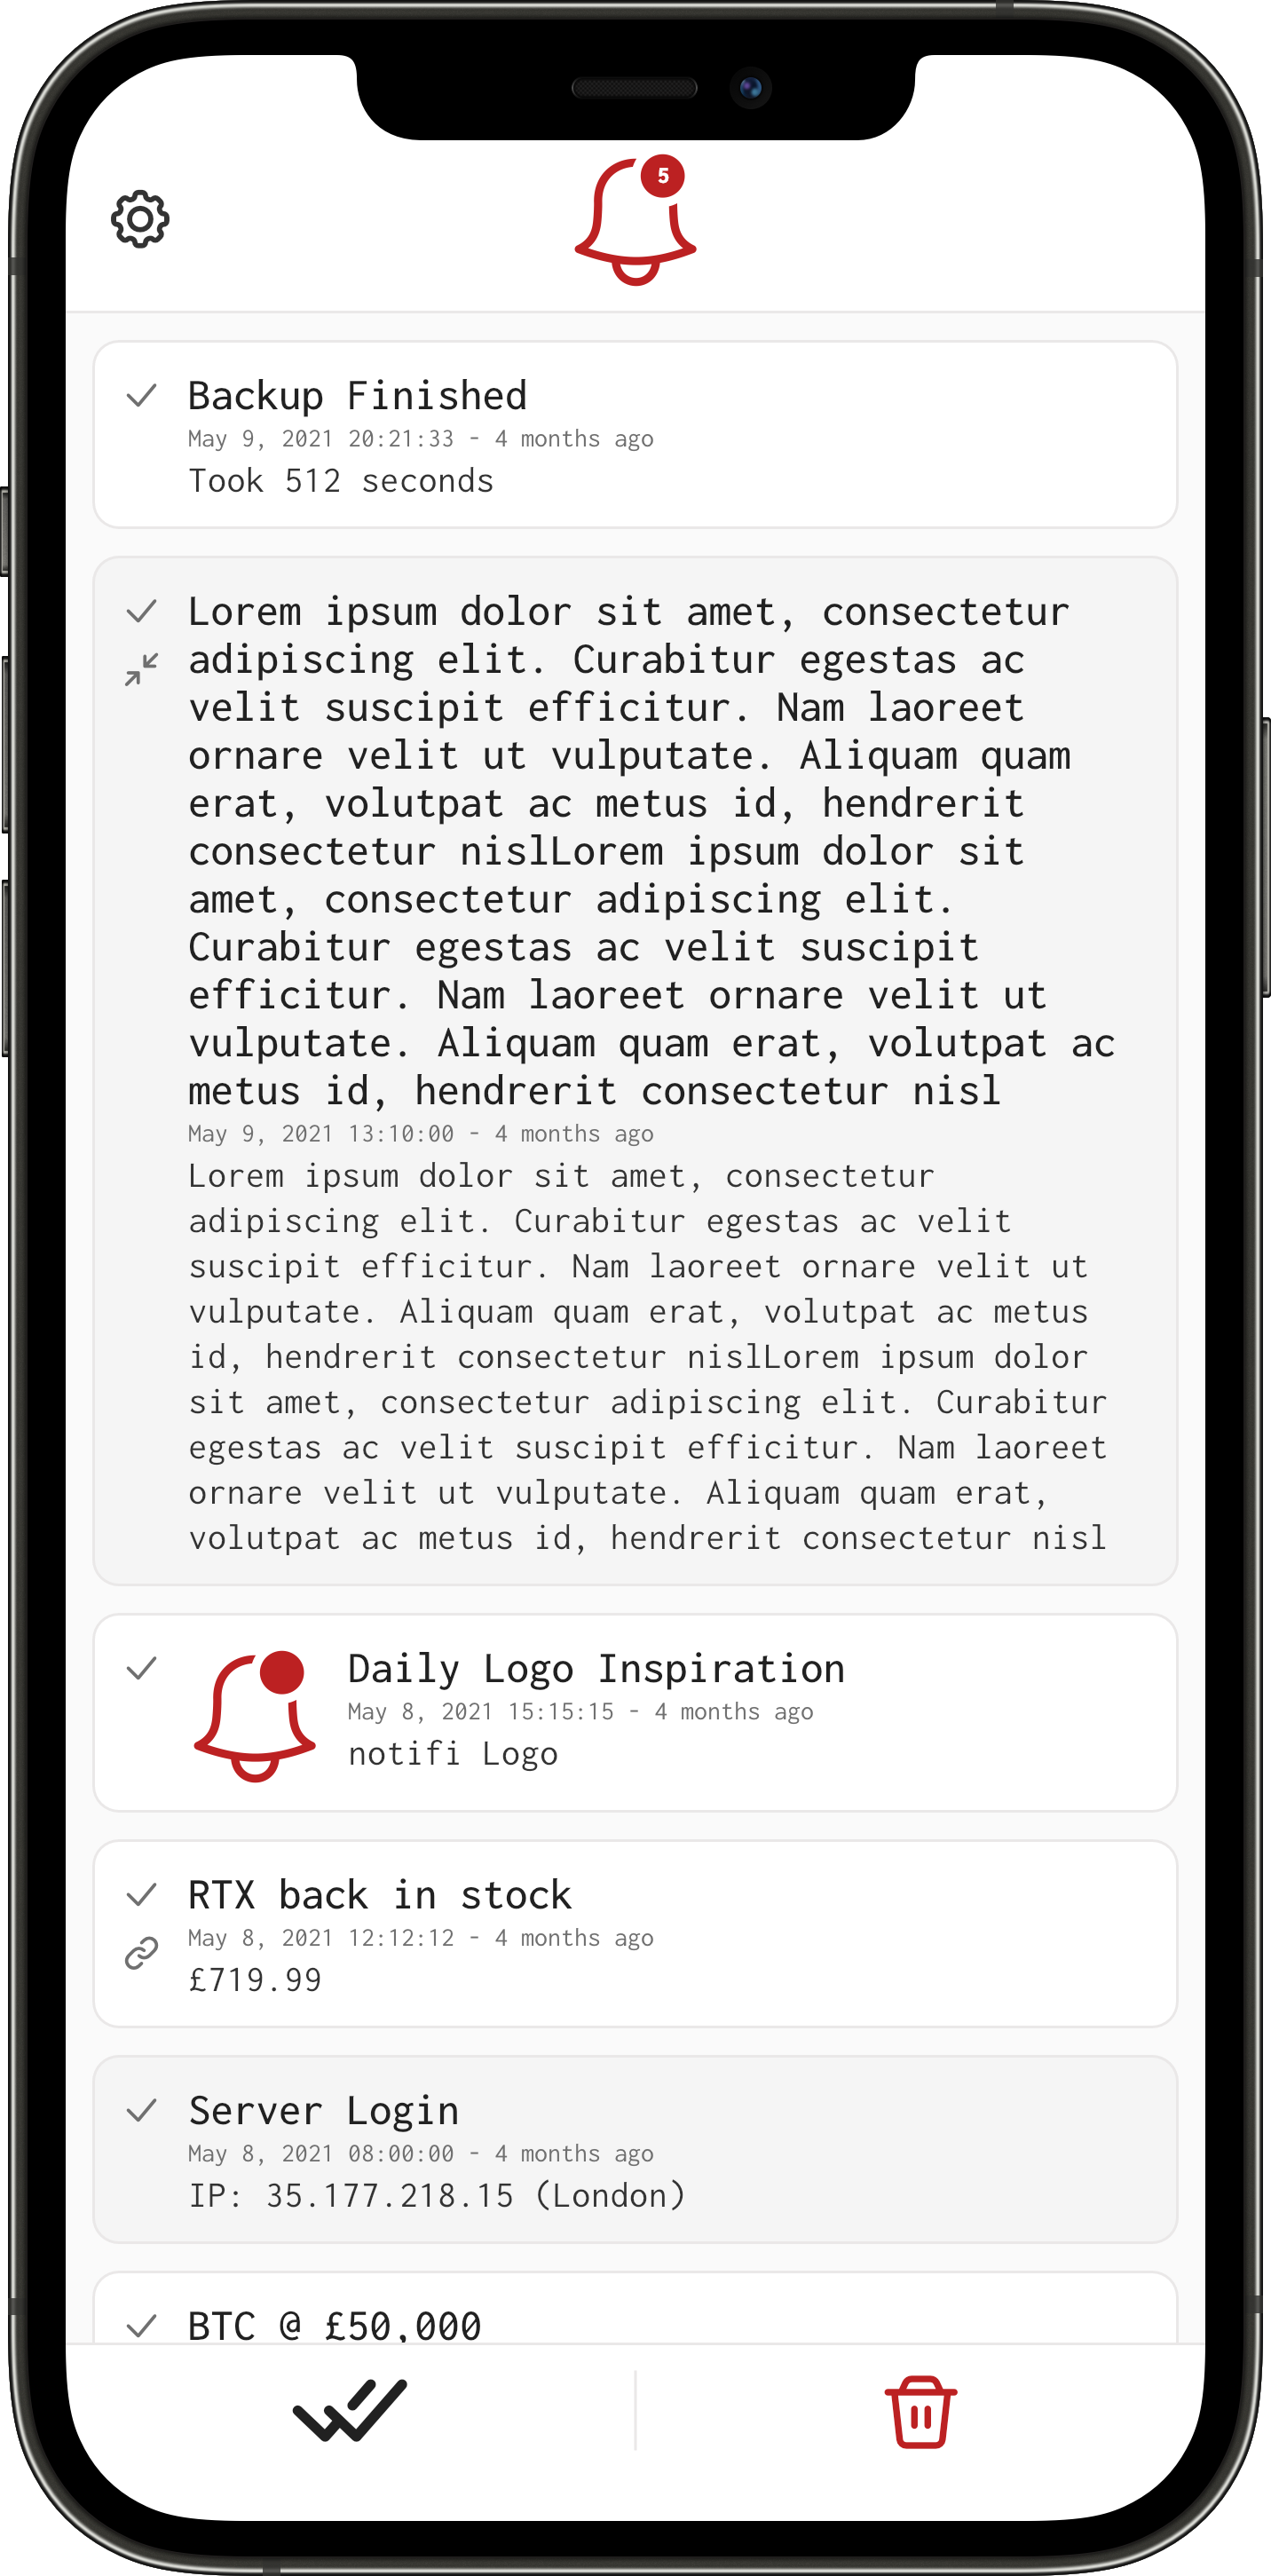 5
Backup Finished
May 9, 2021 20:21:33 - 4 months ago
Took 512 seconds
Lorem ipsum dolor sit amet, consectetur
adipiscing elit. Curabitur egestas ac
velit suscipit efficitur. Nam laoreet
ornare velit ut vulputate. Aliquam quam
erat, volutpat ac metus id, hendrerit
consectetur nislLorem ipsum dolor sit
amet, consectetur adipiscing elit.
Curabitur egestas ac velit suscipit
efficitur. Nam laoreet ornare velit ut
vulputate. Aliquam quam erat, volutpat ac
metus id, hendrerit consectetur nisl
May 9, 2021 13:10:00 - 4 months ago
Lorem ipsum dolor sit amet, consectetur
adipiscing elit. Curabitur egestas ac velit
suscipit efficitur. Nam laoreet ornare velit ut
vulputate. Aliquam quam erat, volutpat ac metus
id, hendrerit consectetur nislLorem ipsum dolor
sit amet, consectetur adipiscing elit. Curabitur
egestas ac velit suscipit efficitur. Nam laoreet
ornare velit ut vulputate. Aliquam quam erat,
volutpat ac metus id, hendrerit consectetur nisl
Daily Logo Inspiration
May 8, 2021 15:15:15 - 4 months ago
notifi Logo
RTX back in stock
May 8, 2021 12:12:12 - 4 months ago
£719.99
Server Login
May 8, 2021 08:00:00 - 4 months ago
IP: 35.177.218.15 (London)
BTC @ £50,000